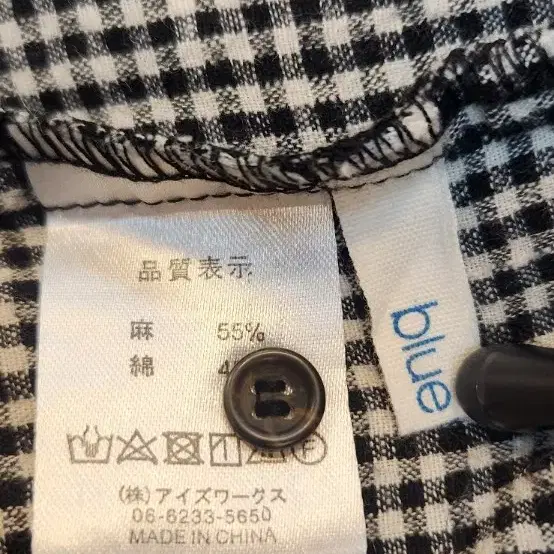 品質表示
麻 55%
綿
(株)アイズワークス
06-6233-5650
MADE IN CHINA
blue